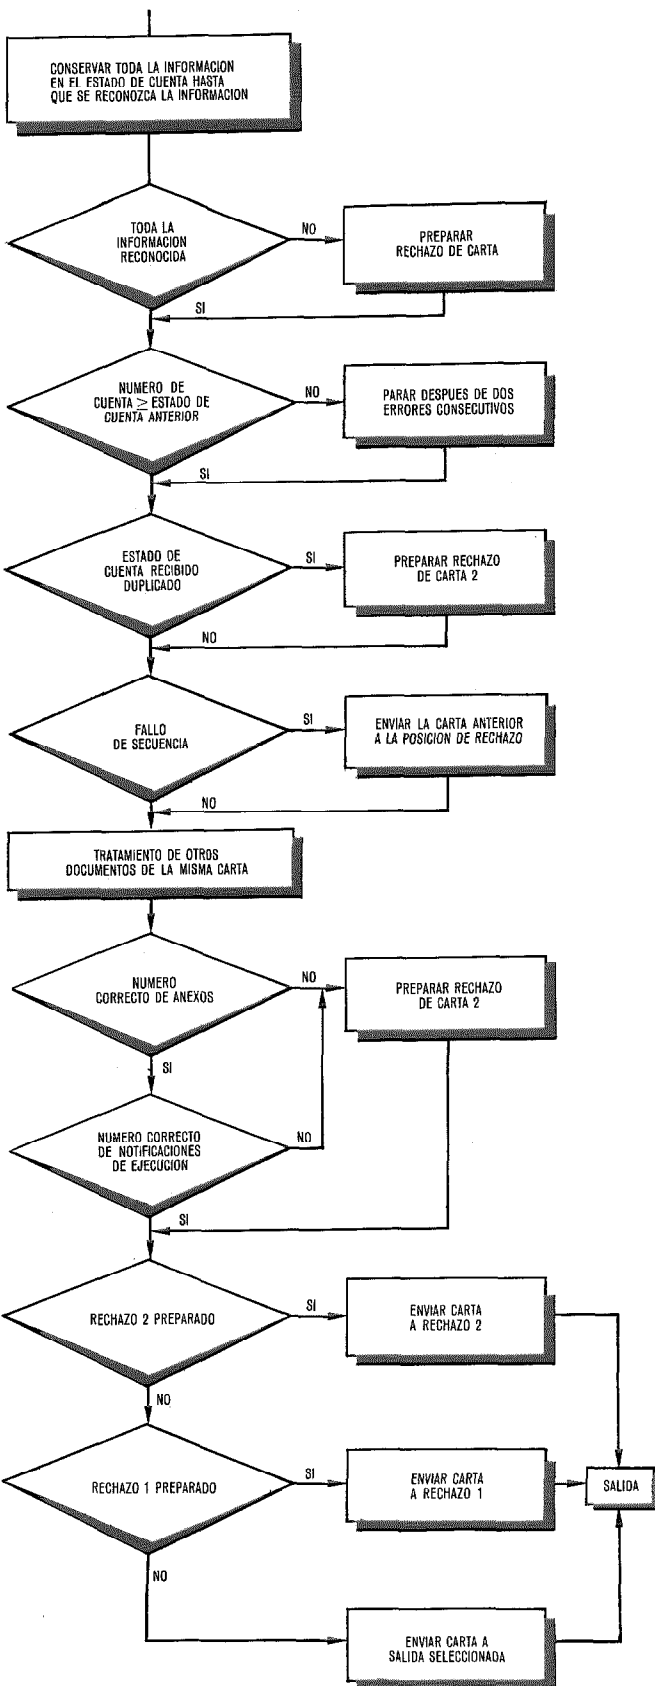 CONSERVAR TODA LA INFORMACION
EN EL ESTADO DE CUENTA HASTA
QUE SE RECONOZCA LA INFORMACION
TODA LA
INFORMACION
RECONOCIDA
NO
PREPARAR
RECHAZO DE CARTA
SI
NUMERO DE
CUENTA ≥ ESTADO DE
CUENTA ANTERIOR
NO
PARAR DESPUES DE DOS
ERRORES CONSECUTIVOS
SI
ESTADO DE
CUENTA RECIBIDO
DUPLICADO
SI
PREPARAR RECHAZO
DE CARTA 2
NO
FALLO
DE SECUENCIA
SI
ENVIAR LA CARTA ANTERIOR
A LA POSICION DE RECHAZO
NO
TRATAMIENTO DE OTROS
DOCUMENTOS DE LA MISMA CARTA
NUMERO
CORRECTO DE ANEXOS
NO
PREPARAR RECHAZO
DE CARTA 2
SI
NUMERO CORRECTO
DE NOTIFICACIONES
DE EJECUCION
NO
SI
RECHAZO 2 PREPARADO
SI
ENVIAR CARTA
A RECHAZO 2
NO
RECHAZO 1 PREPARADO
SI
ENVIAR CARTA
A RECHAZO 1
SALIDA
NO
ENVIAR CARTA A
SALIDA SELECCIONADA